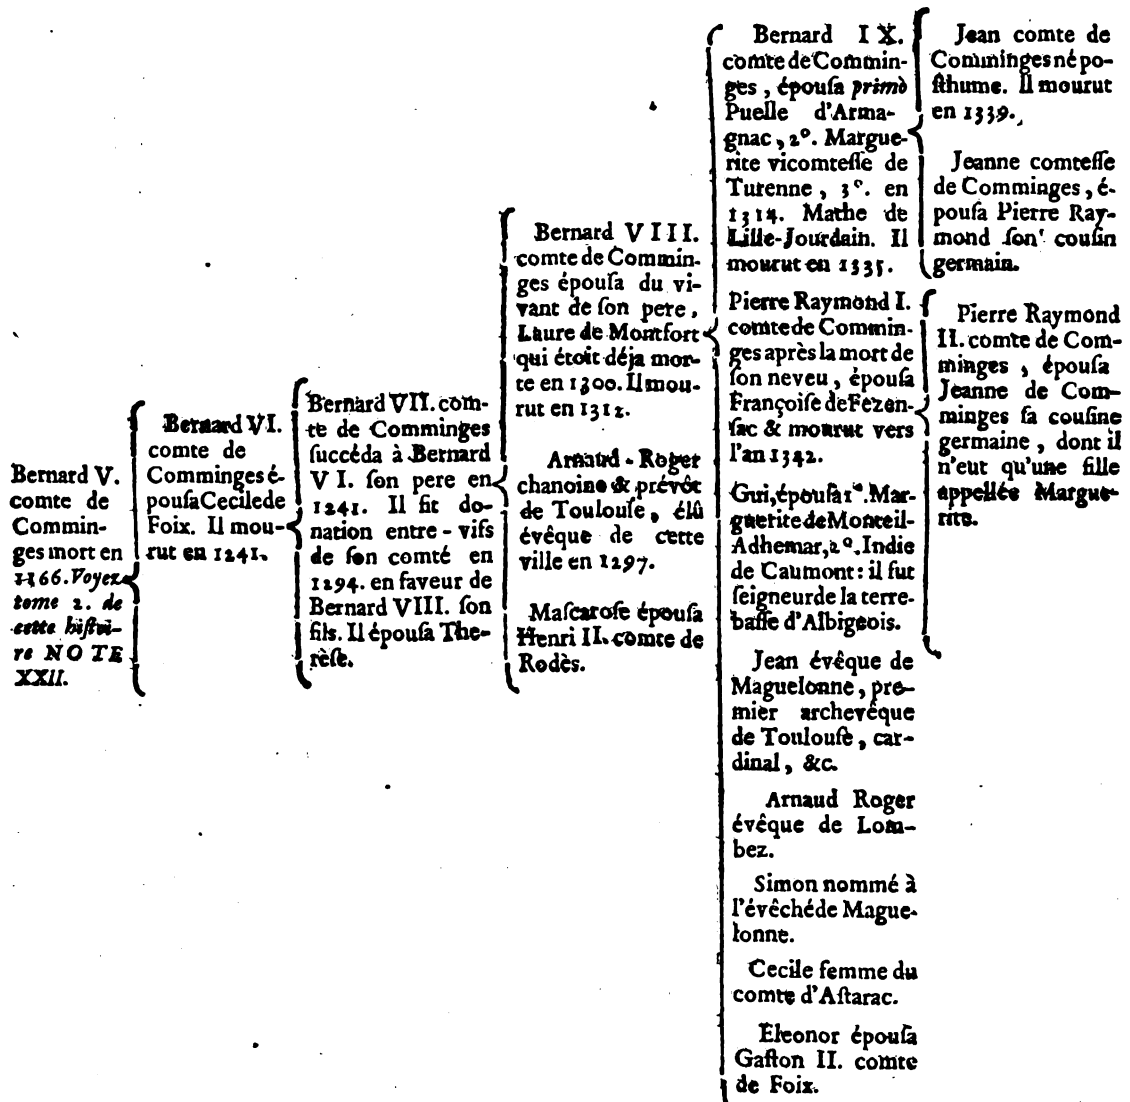 Bernard V.
comte de
Commin-
ges mort en
1166. Voyez
tome 2. de
cette histoi-
re NOTE
XXII.
Bernard VI.
comte de
Comminges é-
pousa Cecile de
Foix. Il mou-
rut en 1241.
Bernard VII. com-
te de Comminges
succéda à Bernard
VI. son pere en
1241. Il fit do-
nation entre-vifs
de son comté en
1294. en faveur de
Bernard VIII. son
fils. Il épousa The-
rèse.
Bernard VIII.
comte de Commin-
ges épousa du vi-
vant de son pere,
Laure de Montfort
qui étoit déja mor-
te en 1300. Il mou-
rut en 1312.
Arnaud-Roger
chanoine & prévôt
de Toulouse, élû
évêque de cette
ville en 1297.
Mascarose épousa
Henri II. comte de
Rodès.
Bernard IX.
comte de Commin-
ges, épousa primò
Puelle d'Arma-
gnac, 2°. Margue-
rite vicomtesse de
Turenne, 3°. en
1314. Mathe de
Lille-Jourdain. Il
mourut en 1335.
Pierre Raymond I.
comte de Commin-
ges après la mort de
son neveu, épousa
Françoise de Fezen-
sac & mourut vers
l'an 1342.
Gui, épousa 1°. Mar-
guerite de Monteil-
Adhemar, 2°. Indie
de Caumont: il fut
seigneur de la terre-
basse d'Albigeois.
Jean évêque de
Maguelonne, pre-
mier archevêque
de Toulouse, car-
dinal, &c.
Arnaud Roger
évêque de Lom-
bez.
Simon nommé à
l'évêché de Mague-
lonne.
Cecile femme du
comte d'Astarac.
Eleonor épousa
Gaston II. comte
de Foix.
Jean comte de
Comminges né po-
sthume. Il mourut
en 1339.
Jeanne comtesse
de Comminges, é-
pousa Pierre Ray-
mond son cousin
germain.
Pierre Raymond
II. comte de Com-
minges, épousa
Jeanne de Com-
minges sa cousine
germaine, dont il
n'eut qu'une fille
appellée Margue-
rite.